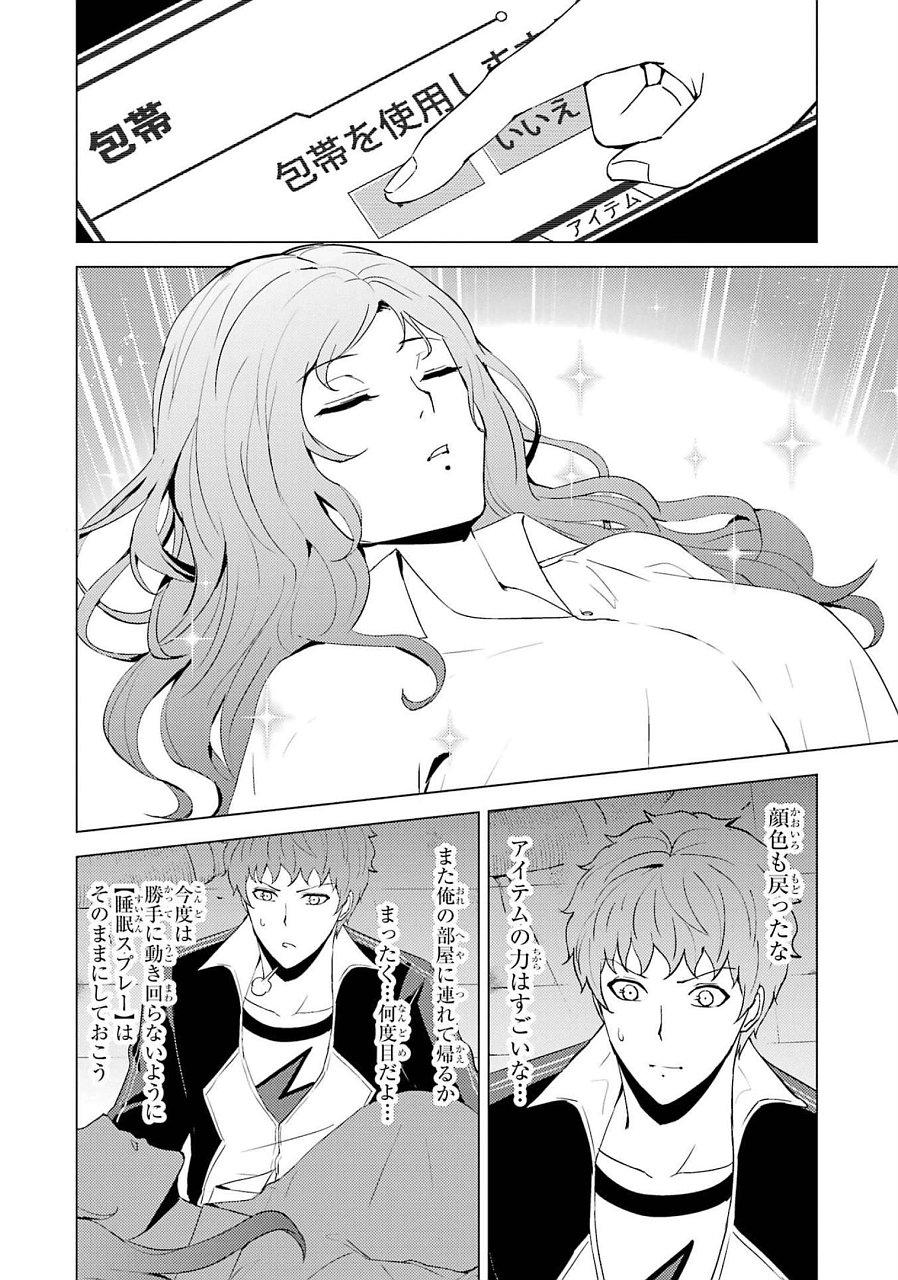 包帯
包帯を使用します
いいえ
アイテム
顔色も戻ったな
アイテムの力はすごいな…
また俺の部屋に連れて帰るか
まったく…何度目だよ…
今度は
勝手に動き回らないように
【睡眠スプレー】は
そのままにしておこう